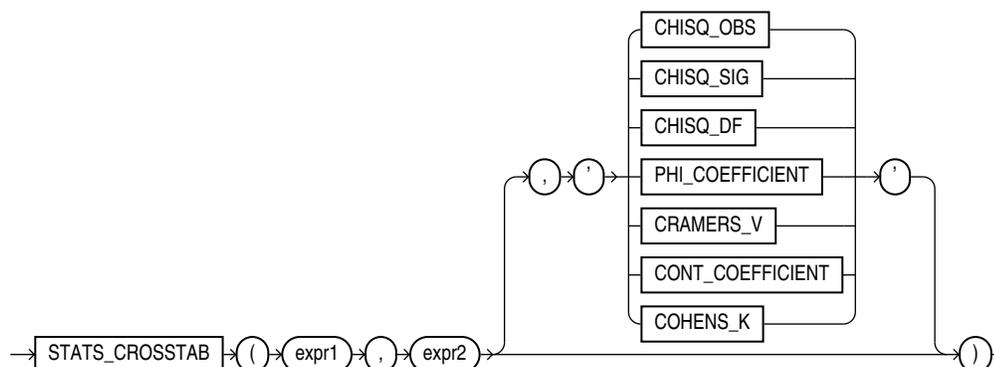 CHISQ_OBS
CHISQ_SIG
CHISQ_DF
, ' PHI_COEFFICIENT '
CRAMERS_V
CONT_COEFFICIENT
COHENS_K
STATS_CROSSTAB ( expr1 , expr2 )